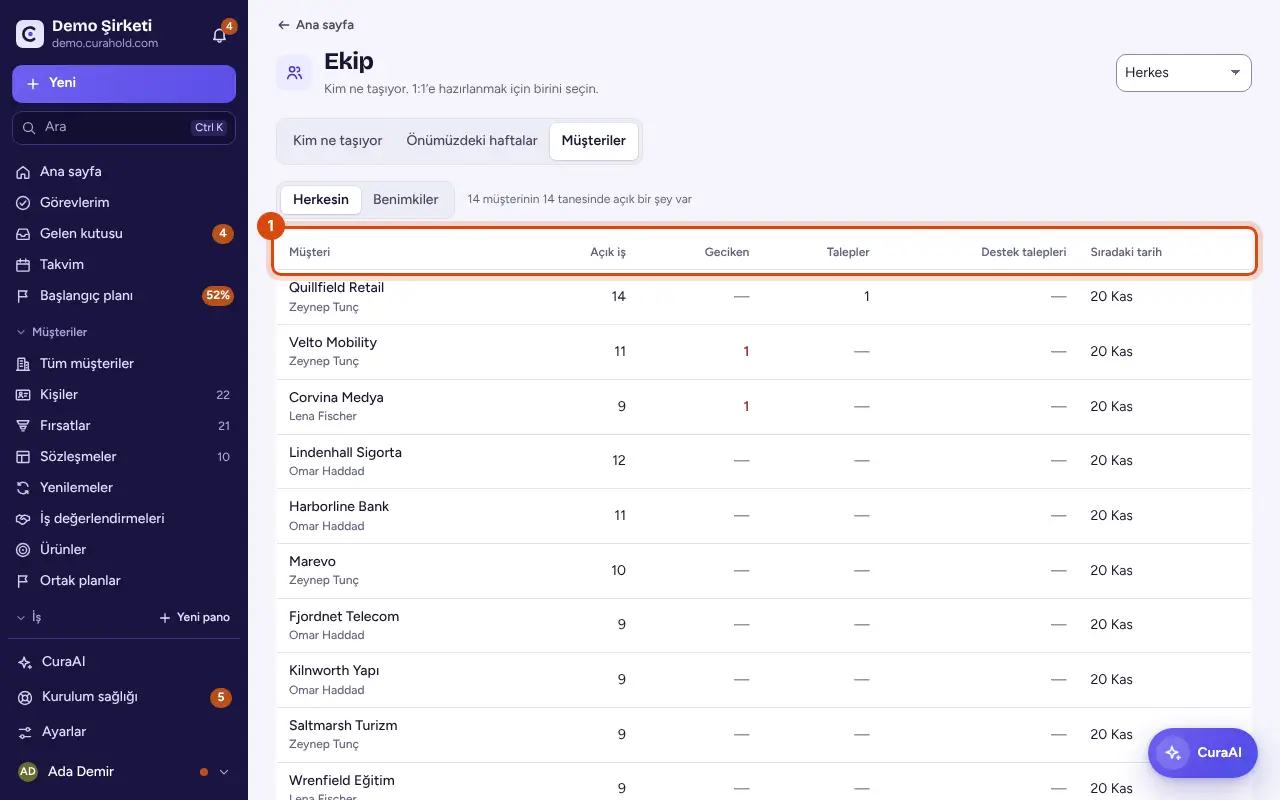 Demo Şirketi
demo.curahold.com
4
Yeni
Ara
Ctrl K
Ana sayfa
Görevlerim
Gelen kutusu
4
Takvim
Başlangıç planı
52%
Müşteriler
Tüm müşteriler
Kişiler
22
Fırsatlar
21
Sözleşmeler
10
Yenilemeler
İş değerlendirmeleri
Ürünler
Ortak planlar
İş
Yeni pano
CuraAI
Kurulum sağlığı
5
Ayarlar
AD
Ada Demir
Ana sayfa
Ekip
Kim ne taşıyor. 1:1'e hazırlanmak için birini seçin.
Herkes
Kim ne taşıyor Önümüzdeki haftalar Müşteriler
Herkesin Benimkiler 14 müşterinin 14 tanesinde açık bir şey var
1
Müşteri Açık iş Geciken Talepler Destek talepleri Sıradaki tarih
Quillfield Retail
Zeynep Tunç
14 — 1 — 20 Kas
Velto Mobility
Zeynep Tunç
11 1 — — 20 Kas
Corvina Medya
Lena Fischer
9 1 — — 20 Kas
Lindenhall Sigorta
Omar Haddad
12 — — — 20 Kas
Harborline Bank
Omar Haddad
11 — — — 20 Kas
Marevo
Zeynep Tunç
10 — — — 20 Kas
Fjordnet Telecom
Omar Haddad
9 — — — 20 Kas
Kilnworth Yapı
Omar Haddad
9 — — — 20 Kas
Saltmarsh Turizm
Zeynep Tunç
9 — — — 20 Kas
Wrenfield Eğitim
Lena Fischer
9 — — — 20 Kas
CuraAI